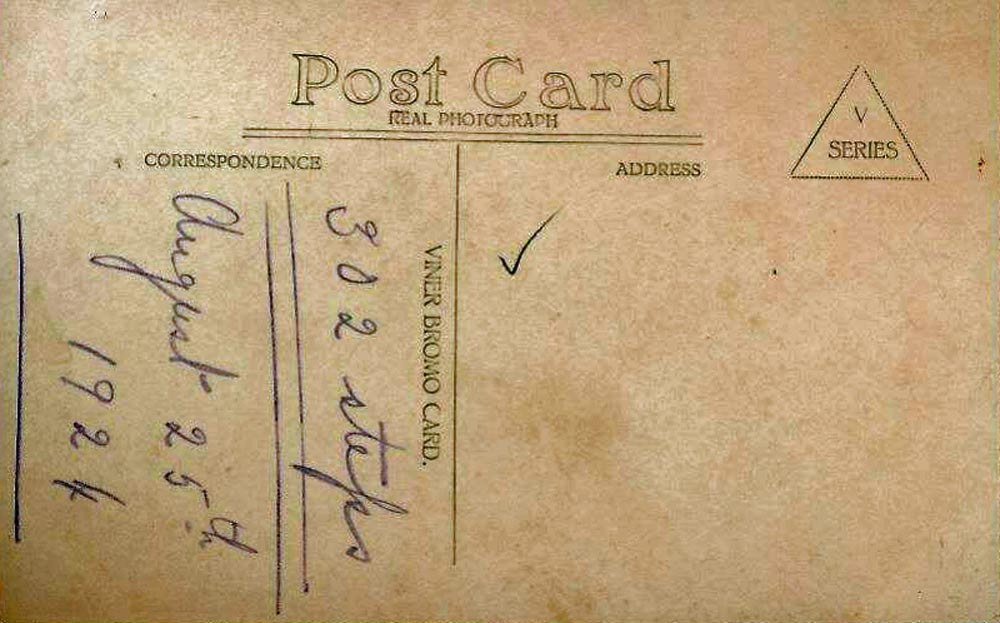 Post Card
REAL PHOTOGRAPH
CORRESPONDENCE
ADDRESS
V
SERIES
VINER BROMO CARD.
302 steps
August 25th
1924